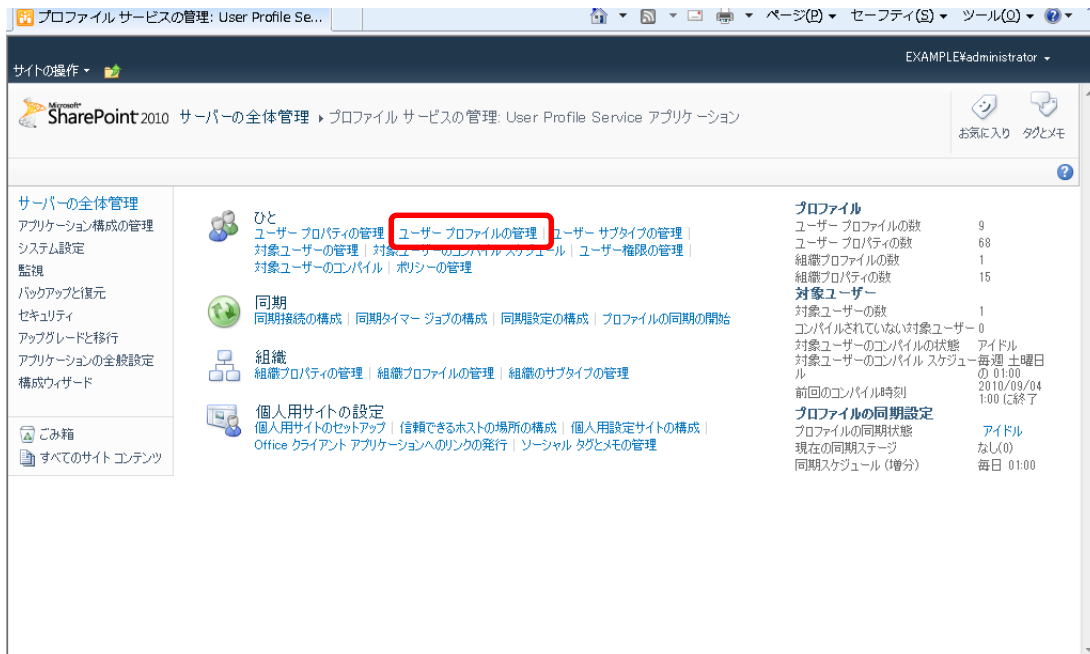 プロファイル サービスの管理: User Profile Se...
ページ(P) セーフティ(S) ツール(O)
EXAMPLE¥administrator
サイトの操作
Microsoft
SharePoint 2010 サーバーの全体管理 プロファイル サービスの管理: User Profile Service アプリケーション
お気に入り タグとメモ
サーバーの全体管理
アプリケーション構成の管理
システム設定
監視
バックアップと復元
セキュリティ
アップグレードと移行
アプリケーションの全般設定
構成ウィザード
ごみ箱
すべてのサイト コンテンツ
ひと
ユーザー プロパティの管理 | ユーザー プロファイルの管理 | ユーザー サブタイプの管理 |
対象ユーザーの管理 | 対象ユーザーのコンパイル スケジュール | ユーザー権限の管理 |
対象ユーザーのコンパイル | ポリシーの管理
同期
同期接続の構成 | 同期タイマー ジョブの構成 | 同期設定の構成 | プロファイルの同期の開始
組織
組織プロパティの管理 | 組織プロファイルの管理 | 組織のサブタイプの管理
個人用サイトの設定
個人用サイトのセットアップ | 信頼できるホストの場所の構成 | 個人用設定サイトの構成 |
Office クライアント アプリケーションへのリンクの発行 | ソーシャル タグとメモの管理
プロファイル
ユーザー プロファイルの数 9
ユーザー プロパティの数 68
組織プロファイルの数 1
組織プロパティの数 15
対象ユーザー
対象ユーザーの数 1
コンパイルされていない対象ユーザー 0
対象ユーザーのコンパイルの状態 アイドル
対象ユーザーのコンパイル スケジュー 毎週 土曜日
ル の 01:00
前回のコンパイル時刻 2010/09/04
1:00 に終了
プロファイルの同期設定
プロファイルの同期状態 アイドル
現在の同期ステージ なし(0)
同期スケジュール (増分) 毎日 01:00